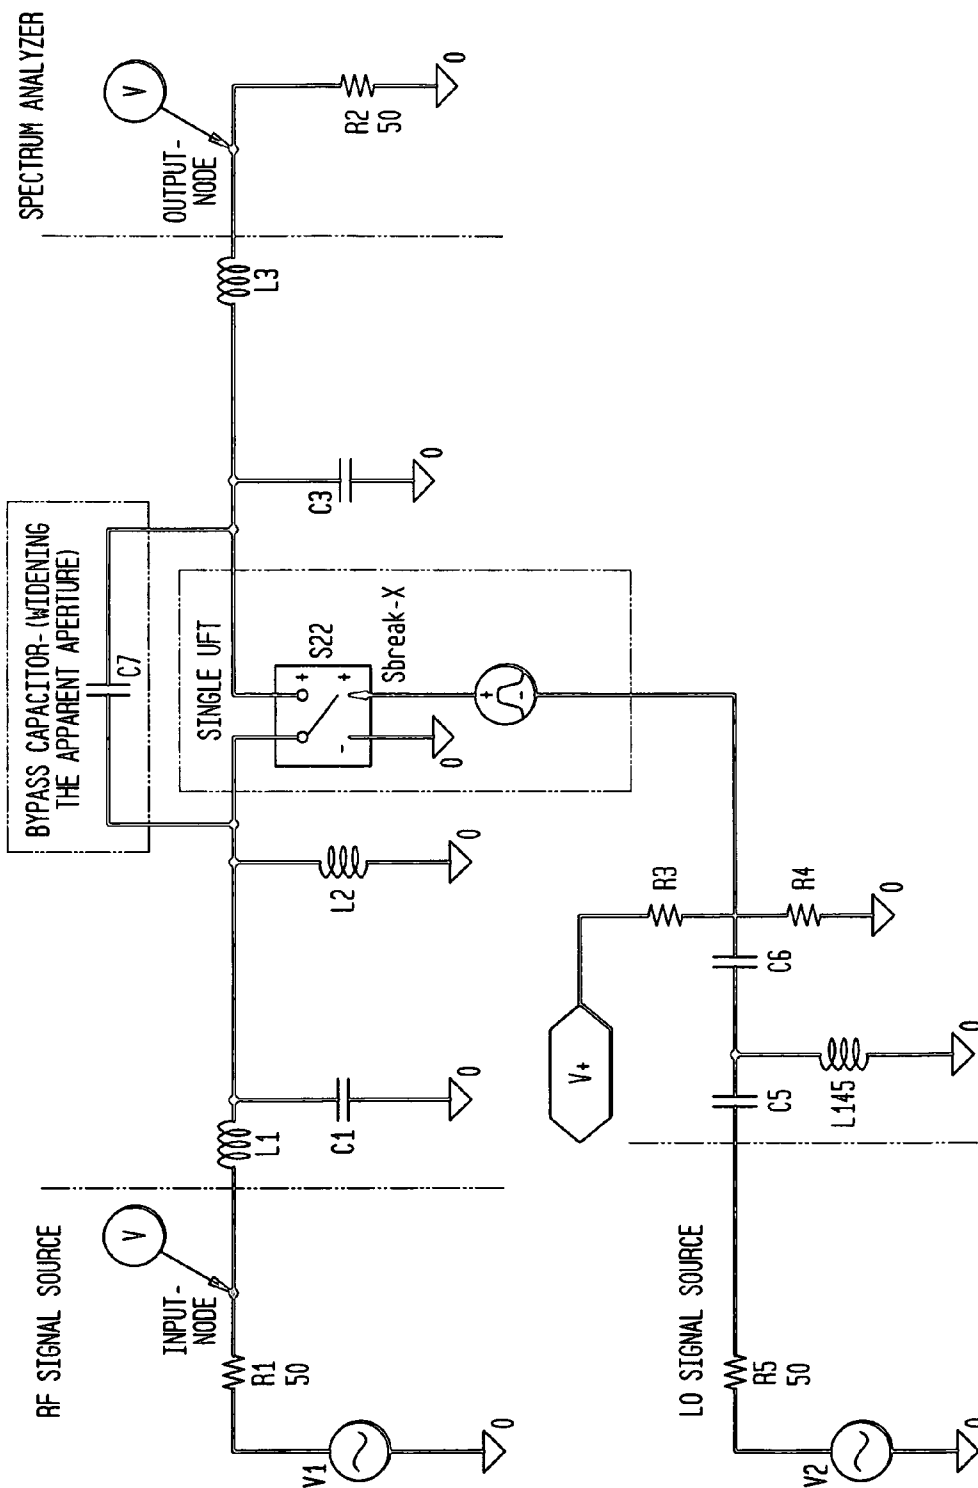 RF SIGNAL SOURCE
SPECTRUM ANALYZER
BYPASS CAPACITOR-(WIDENING
THE APPARENT APERTURE)
C7
V
INPUT-
NODE
V
OUTPUT-
NODE
SINGLE UFT
R1
50
L1
C1
0
L2
0
S22
+
+
-
Sbreak-X
0
+
-
C3
0
L3
R2
50
0
V1
0
V+
R3
R4
0
LO SIGNAL SOURCE
R5
50
C5
L145
0
C6
V2
0